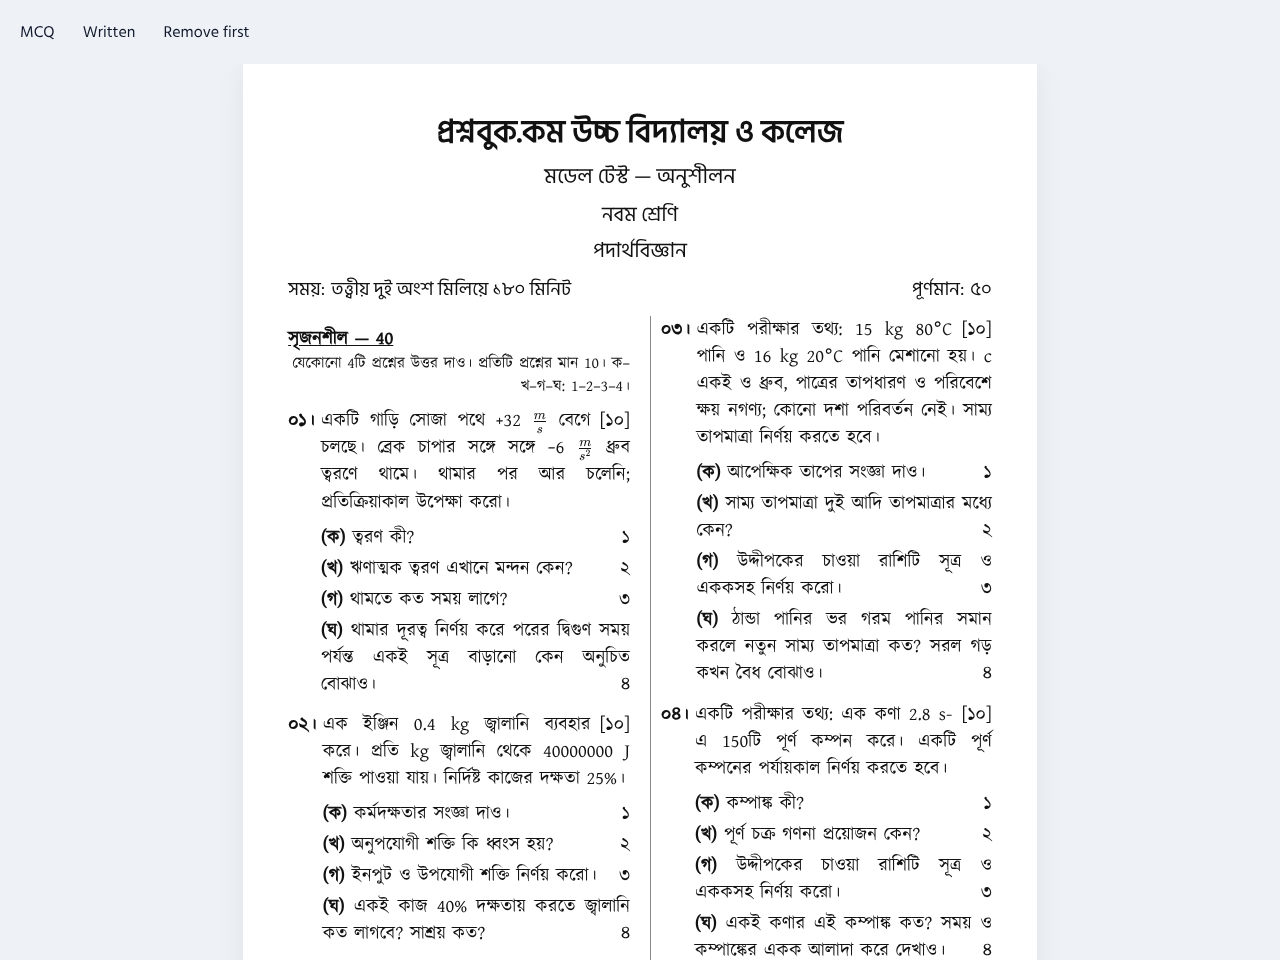 MCQ Written Remove first
প্রশ্নবুক.কম উচ্চ বিদ্যালয় ও কলেজ
মডেল টেস্ট — অনুশীলন
নবম শ্রেণি
পদার্থবিজ্ঞান
সময়: তত্ত্বীয় দুই অংশ মিলিয়ে ১৮০ মিনিট পূর্ণমান: ৫০
সৃজনশীল — 40
যেকোনো 4টি প্রশ্নের উত্তর দাও। প্রতিটি প্রশ্নের মান 10। ক–
খ–গ–ঘ: 1–2–3–4।
০১। একটি গাড়ি সোজা পথে +32 m/s বেগে [১০]
চলছে। ব্রেক চাপার সঙ্গে সঙ্গে −6 m/s² ধ্রুব
ত্বরণে থামে। থামার পর আর চলেনি;
প্রতিক্রিয়াকাল উপেক্ষা করো।
(ক) ত্বরণ কী? ১
(খ) ঋণাত্মক ত্বরণ এখানে মন্দন কেন? ২
(গ) থামতে কত সময় লাগে? ৩
(ঘ) থামার দূরত্ব নির্ণয় করে পরের দ্বিগুণ সময়
পর্যন্ত একই সূত্র বাড়ানো কেন অনুচিত
বোঝাও। ৪
০২। এক ইঞ্জিন 0.4 kg জ্বালানি ব্যবহার [১০]
করে। প্রতি kg জ্বালানি থেকে 40000000 J
শক্তি পাওয়া যায়। নির্দিষ্ট কাজের দক্ষতা 25%।
(ক) কর্মদক্ষতার সংজ্ঞা দাও। ১
(খ) অনুপযোগী শক্তি কি ধ্বংস হয়? ২
(গ) ইনপুট ও উপযোগী শক্তি নির্ণয় করো। ৩
(ঘ) একই কাজ 40% দক্ষতায় করতে জ্বালানি
কত লাগবে? সাশ্রয় কত? ৪
০৩। একটি পরীক্ষার তথ্য: 15 kg 80°C [১০]
পানি ও 16 kg 20°C পানি মেশানো হয়। c
একই ও ধ্রুব, পাত্রের তাপধারণ ও পরিবেশে
ক্ষয় নগণ্য; কোনো দশা পরিবর্তন নেই। সাম্য
তাপমাত্রা নির্ণয় করতে হবে।
(ক) আপেক্ষিক তাপের সংজ্ঞা দাও। ১
(খ) সাম্য তাপমাত্রা দুই আদি তাপমাত্রার মধ্যে
কেন? ২
(গ) উদ্দীপকের চাওয়া রাশিটি সূত্র ও
এককসহ নির্ণয় করো। ৩
(ঘ) ঠান্ডা পানির ভর গরম পানির সমান
করলে নতুন সাম্য তাপমাত্রা কত? সরল গড়
কখন বৈধ বোঝাও। ৪
০৪। একটি পরীক্ষার তথ্য: এক কণা 2.8 s- [১০]
এ 150টি পূর্ণ কম্পন করে। একটি পূর্ণ
কম্পনের পর্যায়কাল নির্ণয় করতে হবে।
(ক) কম্পাঙ্ক কী? ১
(খ) পূর্ণ চক্র গণনা প্রয়োজন কেন? ২
(গ) উদ্দীপকের চাওয়া রাশিটি সূত্র ও
এককসহ নির্ণয় করো। ৩
(ঘ) একই কণার এই কম্পাঙ্ক কত? সময় ও
কম্পাঙ্কের একক আলাদা করে দেখাও। ৪